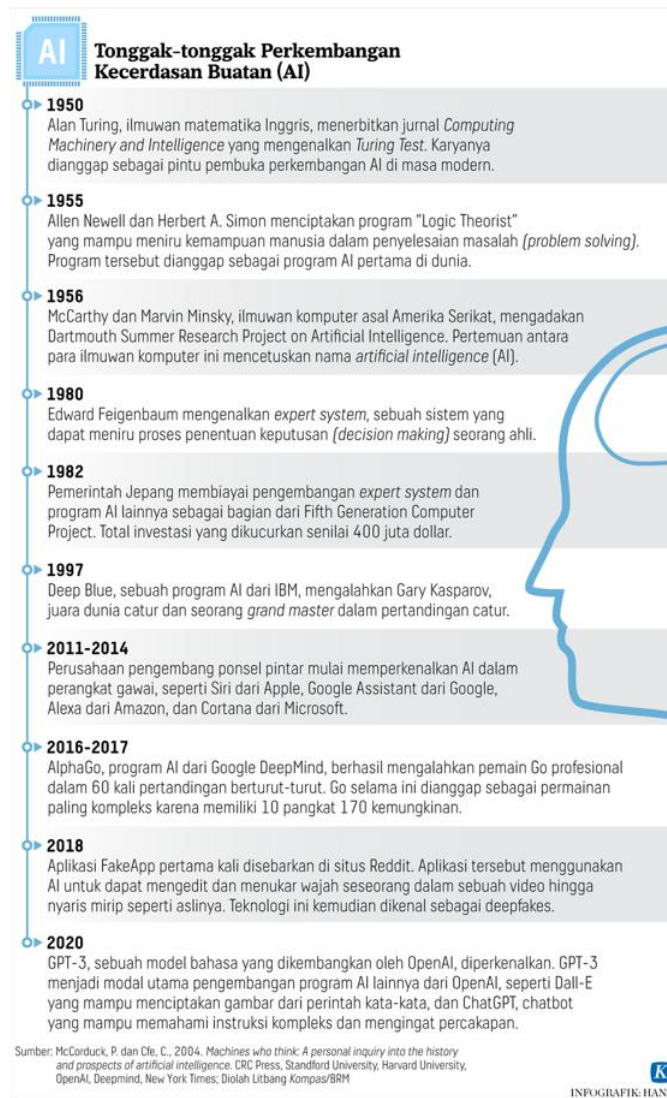 AI
Tonggak-tonggak Perkembangan
Kecerdasan Buatan (AI)
1950
Alan Turing, ilmuwan matematika Inggris, menerbitkan jurnal Computing
Machinery and Intelligence yang mengenalkan Turing Test. Karyanya
dianggap sebagai pintu pembuka perkembangan AI di masa modern.
1955
Allen Newell dan Herbert A. Simon menciptakan program "Logic Theorist"
yang mampu meniru kemampuan manusia dalam penyelesaian masalah (problem solving).
Program tersebut dianggap sebagai program AI pertama di dunia.
1956
McCarthy dan Marvin Minsky, ilmuwan komputer asal Amerika Serikat, mengadakan
Dartmouth Summer Research Project on Artificial Intelligence. Pertemuan antara
para ilmuwan komputer ini mencetuskan nama artificial intelligence (AI).
1980
Edward Feigenbaum mengenalkan expert system, sebuah sistem yang
dapat meniru proses penentuan keputusan (decision making) seorang ahli.
1982
Pemerintah Jepang membiayai pengembangan expert system dan
program AI lainnya sebagai bagian dari Fifth Generation Computer
Project. Total investasi yang dikucurkan senilai 400 juta dollar.
1997
Deep Blue, sebuah program AI dari IBM, mengalahkan Gary Kasparov,
juara dunia catur dan seorang grand master dalam pertandingan catur.
2011-2014
Perusahaan pengembang ponsel pintar mulai memperkenalkan AI dalam
perangkat gawai, seperti Siri dari Apple, Google Assistant dari Google,
Alexa dari Amazon, dan Cortana dari Microsoft.
2016-2017
AlphaGo, program AI dari Google DeepMind, berhasil mengalahkan pemain Go profesional
dalam 60 kali pertandingan berturut-turut. Go selama ini dianggap sebagai permainan
paling kompleks karena memiliki 10 pangkat 170 kemungkinan.
2018
Aplikasi FakeApp pertama kali disebarkan di situs Reddit. Aplikasi tersebut menggunakan
AI untuk dapat mengedit dan menukar wajah seseorang dalam sebuah video hingga
nyaris mirip seperti aslinya. Teknologi ini kemudian dikenal sebagai deepfakes.
2020
GPT-3, sebuah model bahasa yang dikembangkan oleh OpenAI, diperkenalkan. GPT-3
menjadi modal utama pengembangan program AI lainnya dari OpenAI, seperti Dall-E
yang mampu menciptakan gambar dari perintah kata-kata, dan ChatGPT, chatbot
yang mampu memahami instruksi kompleks dan mengingat percakapan.
Sumber: McCorduck, P. dan Cfe, C., 2004. Machines who think: A personal inquiry into the history
and prospects of artificial intelligence. CRC Press, Standford University, Harvard University,
OpenAI, Deepmind, New York Times; Diolah Litbang Kompas/BRM
K
INFOGRAFIK: HAN